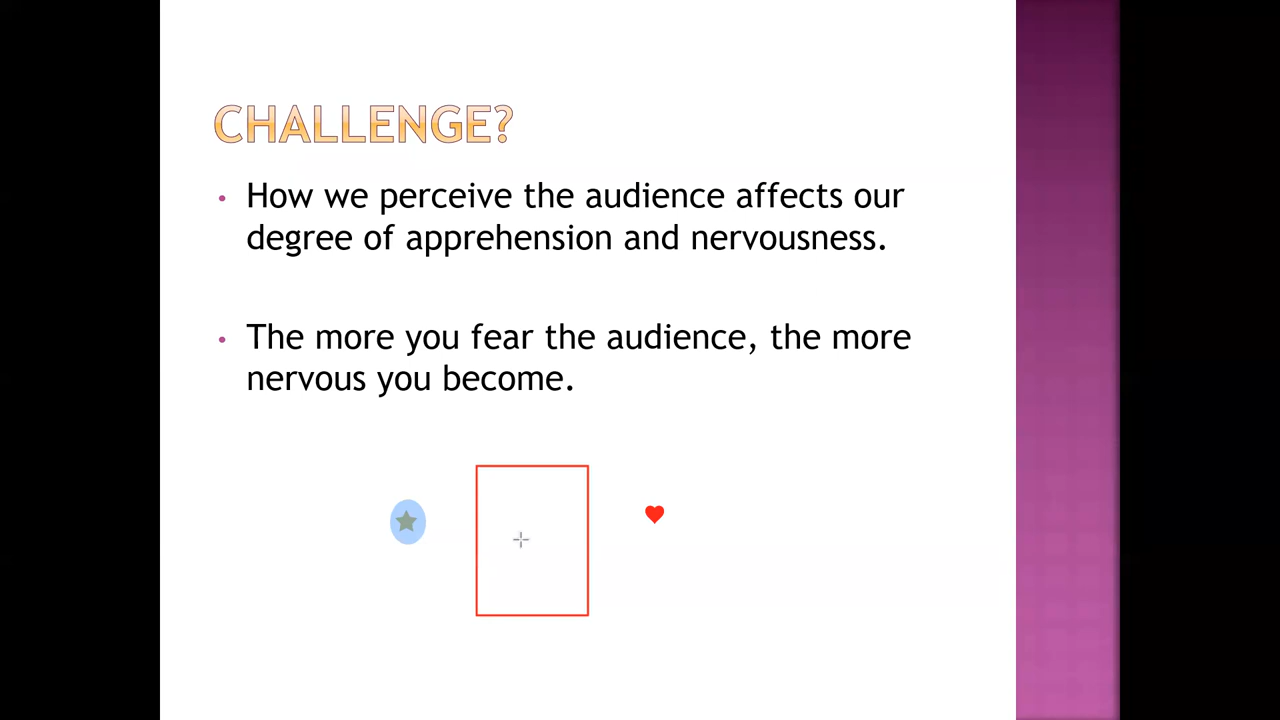 CHALLENGE?
• How we perceive the audience affects our
degree of apprehension and nervousness.
• The more you fear the audience, the more
nervous you become.